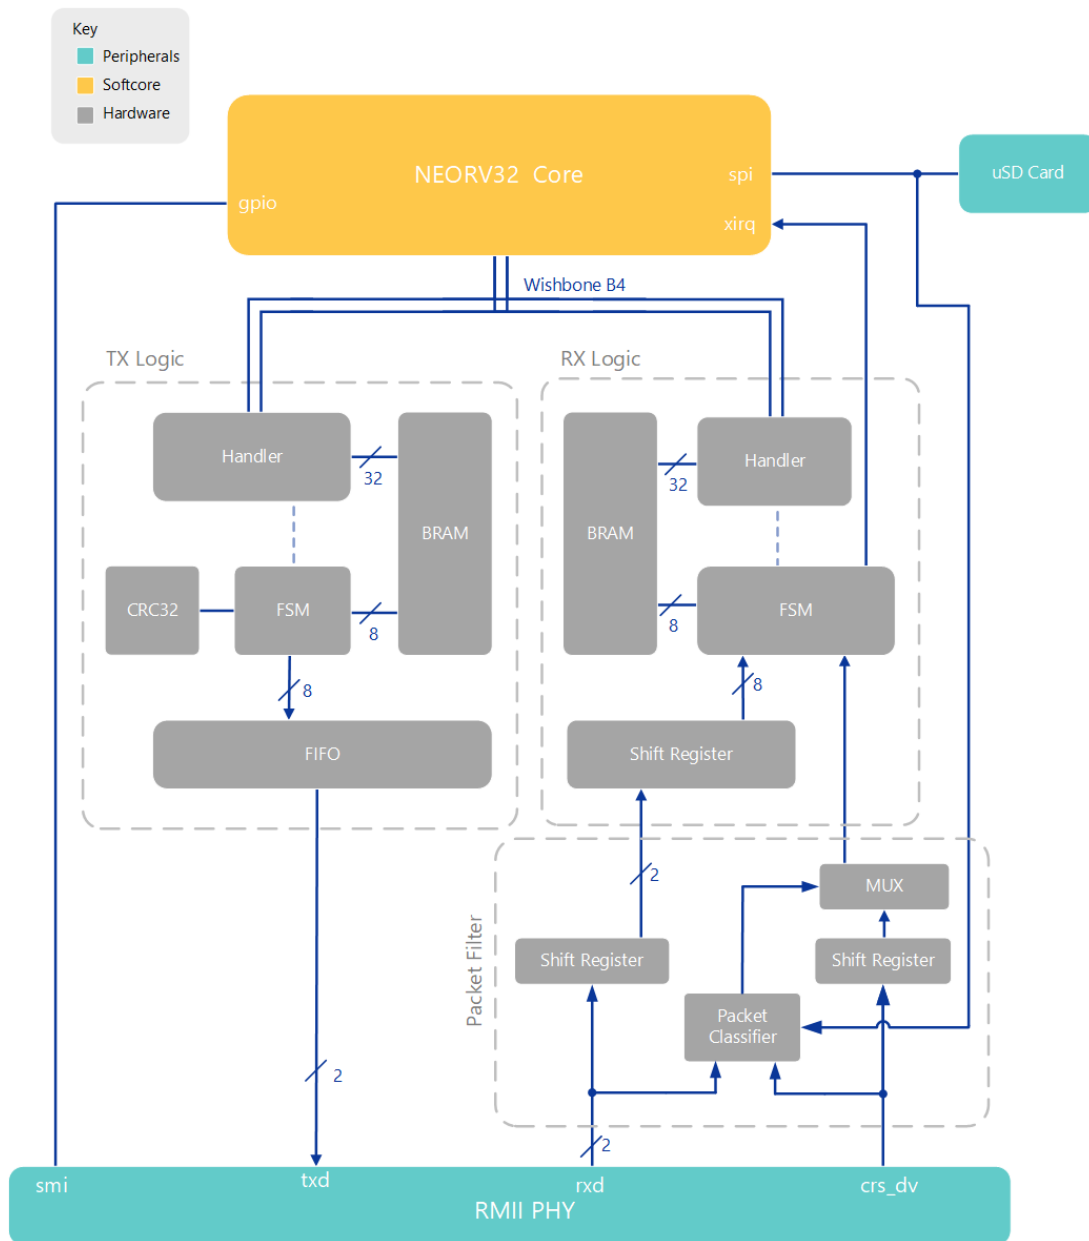 Key
Peripherals
Softcore
Hardware
NEORV32 Core
spi
gpio
xirq
uSD Card
Wishbone B4
TX Logic
RX Logic
Handler
32
BRAM
CRC32
FSM
8
8
FIFO
BRAM
32
Handler
8
FSM
8
Shift Register
2
Packet Filter
MUX
Shift Register
Shift Register
Packet
Classifier
2
2
smi
txd
rxd
crs_dv
RMII PHY